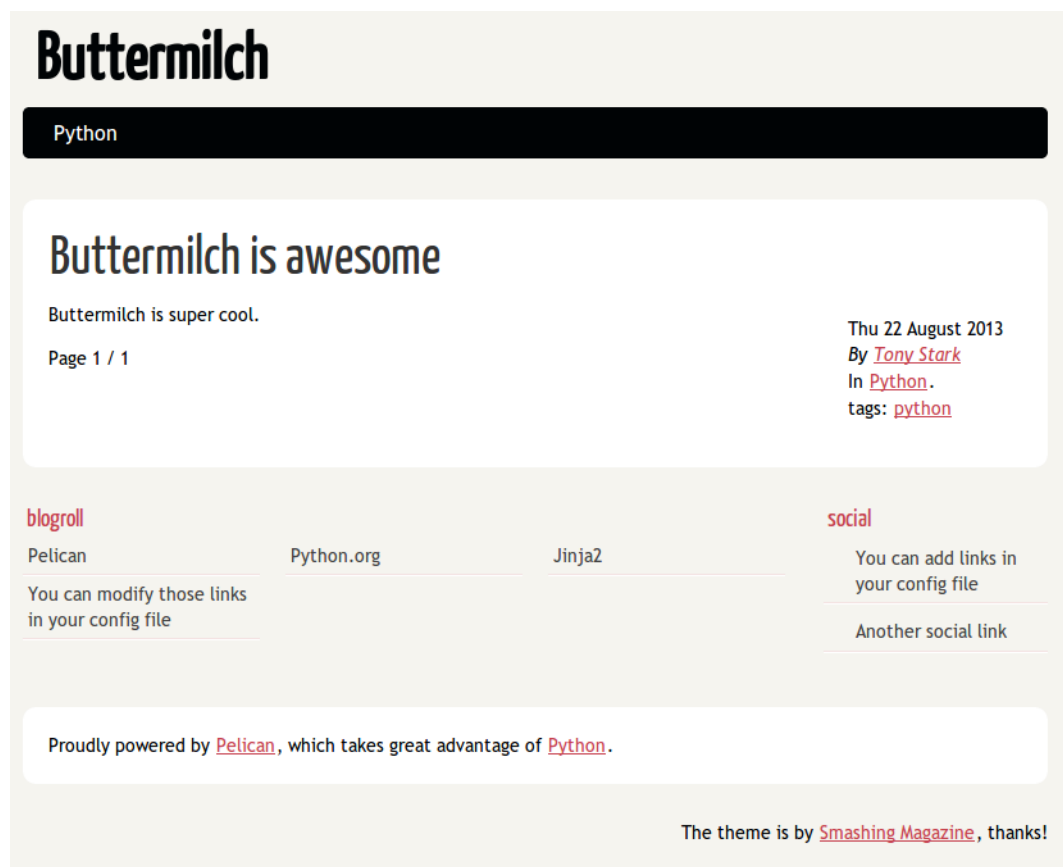 Buttermilch
Python
Buttermilch is awesome
Buttermilch is super cool.
Page 1 / 1
Thu 22 August 2013
By Tony Stark
In Python.
tags: python
blogroll
Pelican
Python.org
Jinja2
You can modify those links
in your config file
social
You can add links in
your config file
Another social link
Proudly powered by Pelican, which takes great advantage of Python.
The theme is by Smashing Magazine, thanks!